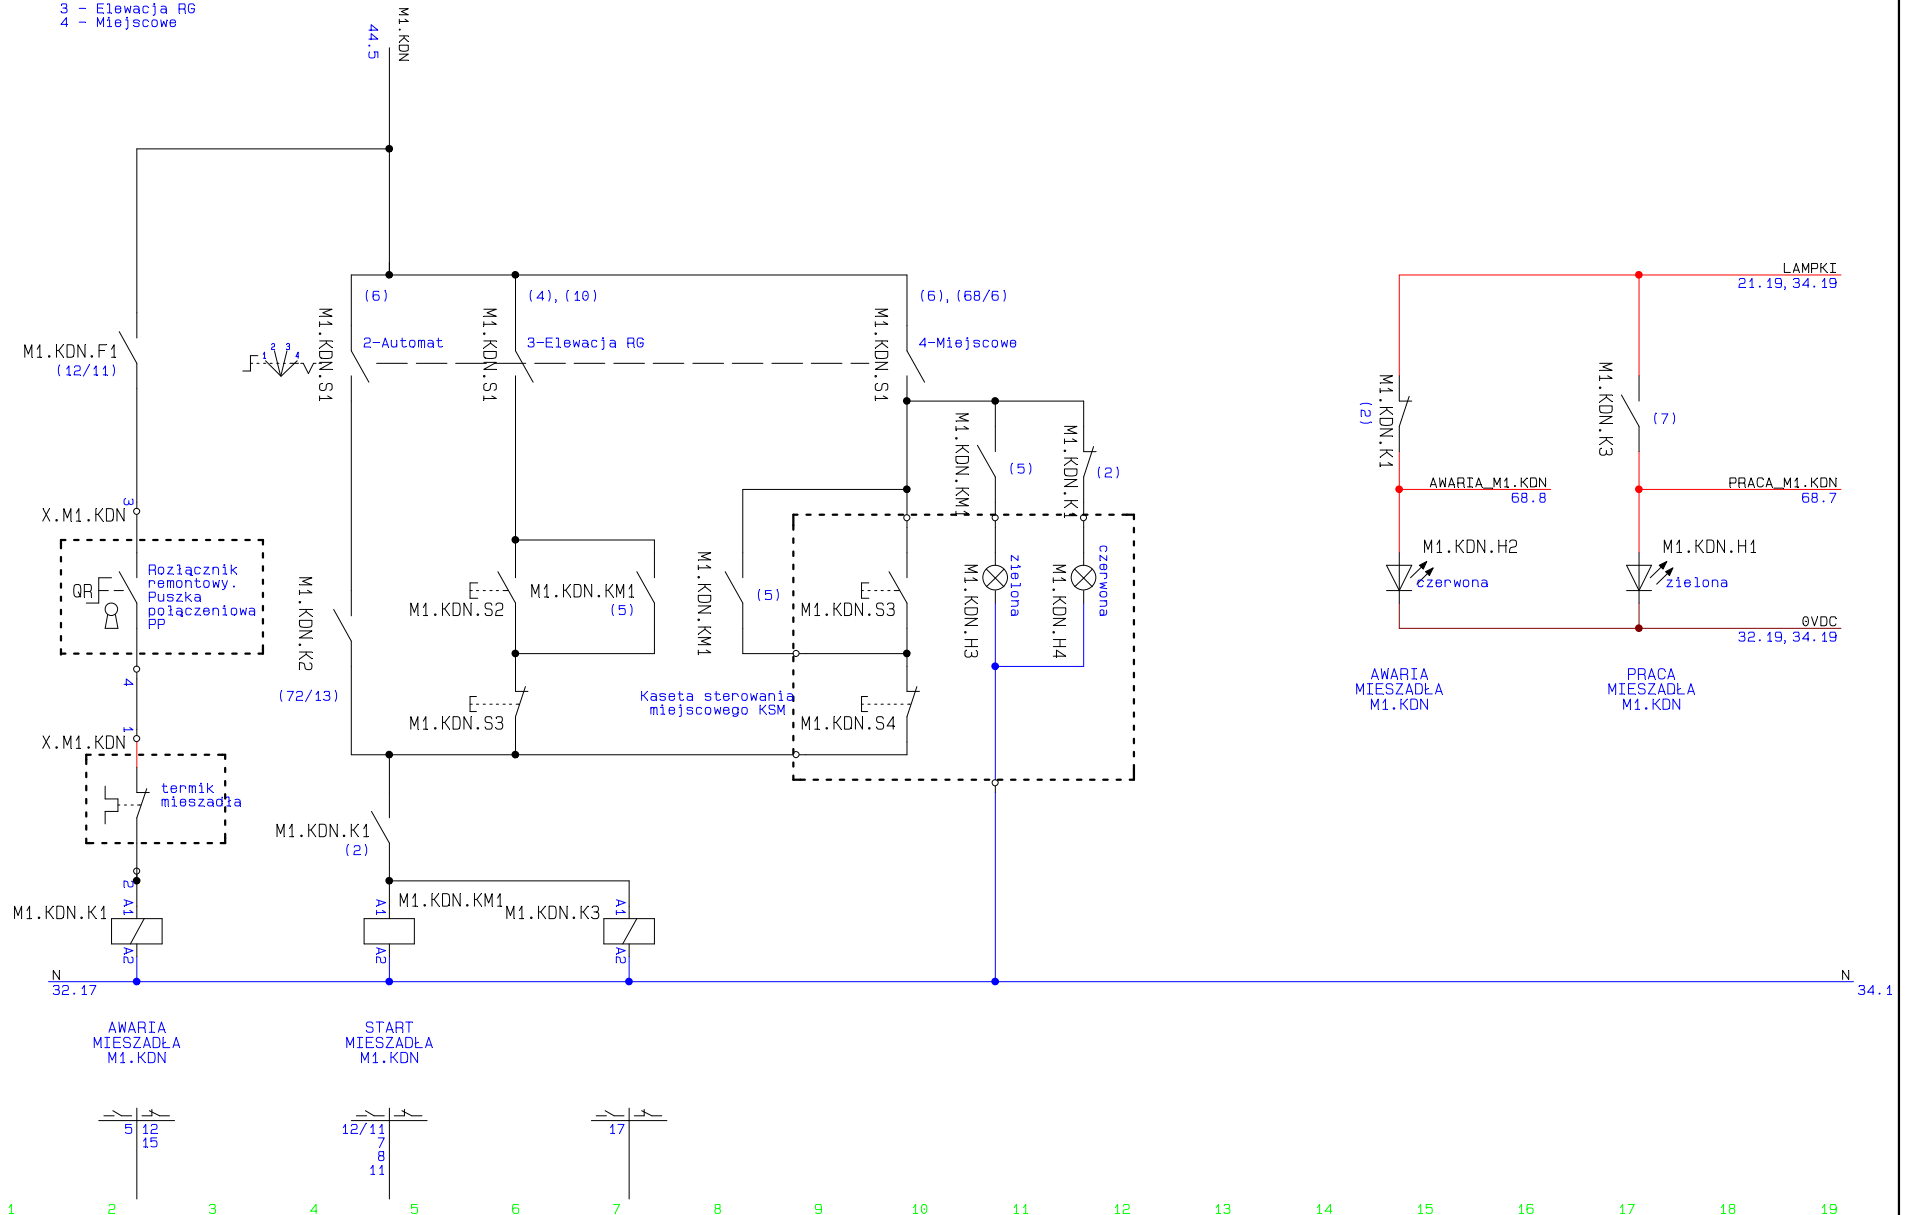 3 - Elewacja RG
4 - Miejscowe
M1.KDN
44.5
LAMPKI
21.19,34.19
(6)
(4),(10)
(6),(68/6)
M1.KDN.S1
2-Automat
M1.KDN.S1
3-Elewacja RG
M1.KDN.S1
4-Miejscowe
1 2 3 4
M1.KDN.F1
(12/11)
M1.KDN.KM1
(5)
M1.KDN.K1
(2)
M1.KDN.K1
(2)
M1.KDN.K3
(7)
AWARIA_M1.KDN
68.8
PRACA_M1.KDN
68.7
3
X.M1.KDN
QR
Rozłącznik
remontowy.
Puszka
połączeniowa
PP
4
M1.KDN.K2
(72/13)
M1.KDN.S2
M1.KDN.KM1
(5)
M1.KDN.KM1
(5)
M1.KDN.S3
M1.KDN.H3
zielona
M1.KDN.H4
czerwona
M1.KDN.H2
czerwona
M1.KDN.H1
zielona
0VDC
32.19,34.19
AWARIA
MIESZADŁA
M1.KDN
PRACA
MIESZADŁA
M1.KDN
M1.KDN.S3
Kaseta sterowania
miejscowego KSM
M1.KDN.S4
1
X.M1.KDN
termik
mieszadła
2
M1.KDN.K1
(2)
M1.KDN.K1
A1
A2
M1.KDN.KM1
A1
A2
M1.KDN.K3
A1
A2
N
32.17
N
34.1
AWARIA
MIESZADŁA
M1.KDN
START
MIESZADŁA
M1.KDN
5 12
15
12/11
7
8
11
17
1 2 3 4 5 6 7 8 9 10 11 12 13 14 15 16 17 18 19